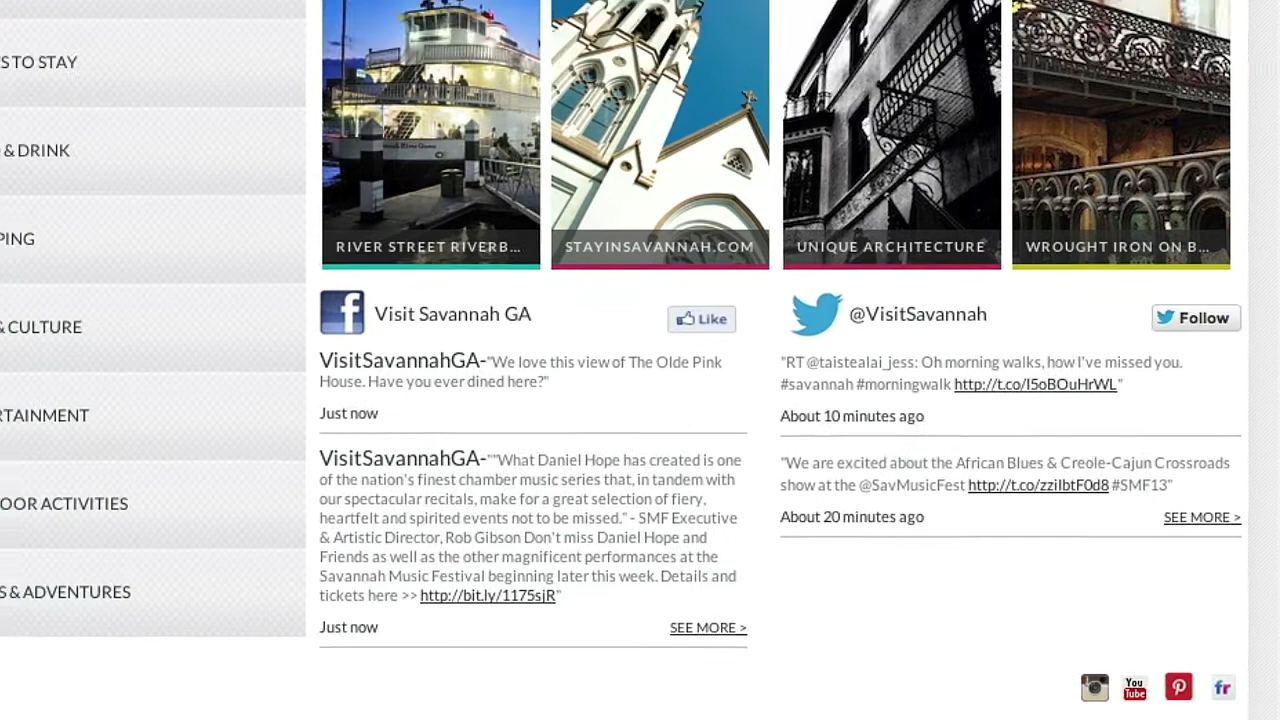 S TO STAY
& DRINK
PING
& CULTURE
RTAINMENT
OOR ACTIVITIES
S & ADVENTURES
RIVER STREET RIVERB...
STAYINSAVANNAH.COM
UNIQUE ARCHITECTURE
WROUGHT IRON ON B...
Visit Savannah GA
Like
VisitSavannahGA-"We love this view of The Olde Pink
House. Have you ever dined here?"
Just now
VisitSavannahGA-""What Daniel Hope has created is one
of the nation's finest chamber music series that, in tandem with
our spectacular recitals, make for a great selection of fiery,
heartfelt and spirited events not to be missed." - SMF Executive
& Artistic Director, Rob Gibson Don't miss Daniel Hope and
Friends as well as the other magnificent performances at the
Savannah Music Festival beginning later this week. Details and
tickets here >> http://bit.ly/1175sjR"
Just now
SEE MORE >
@VisitSavannah
Follow
"RT @taistealai_jess: Oh morning walks, how I've missed you.
#savannah #morningwalk http://t.co/I5oBOuHrWL"
About 10 minutes ago
"We are excited about the African Blues & Creole-Cajun Crossroads
show at the @SavMusicFest http://t.co/zziIbtF0d8 #SMF13"
About 20 minutes ago
SEE MORE >
You
Tube
fr